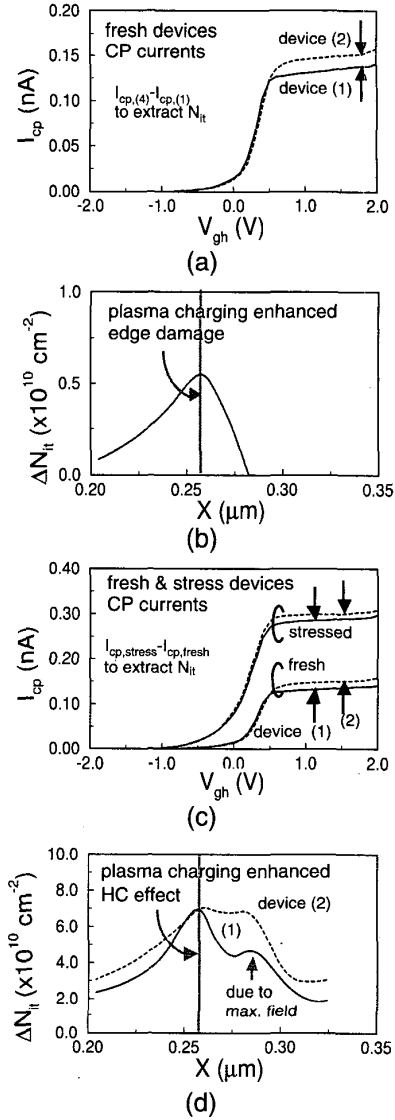 0.20
0.15
0.10
0.05
0.00
I_cp (nA)
fresh devices
CP currents
I_cp,(4)-I_cp,(1)
to extract N_it
device (2)
device (1)
-2.0 -1.0 0.0 1.0 2.0
V_gh (V)
(a)
1.0
0.5
0.0
ΔN_it (x10^10 cm^-2)
plasma charging enhanced
edge damage
0.20 0.25 0.30 0.35
X (μm)
(b)
0.40
0.30
0.20
0.10
0.00
I_cp (nA)
fresh & stress devices
CP currents
I_cp,stress-I_cp,fresh
to extract N_it
stressed
fresh
device (1) (2)
-2.0 -1.0 0.0 1.0 2.0
V_gh (V)
(c)
10.0
8.0
6.0
4.0
2.0
0.0
ΔN_it (x10^10 cm^-2)
plasma charging enhanced
HC effect
device (2)
(1)
due to
max. field
0.20 0.25 0.30 0.35
X (μm)
(d)